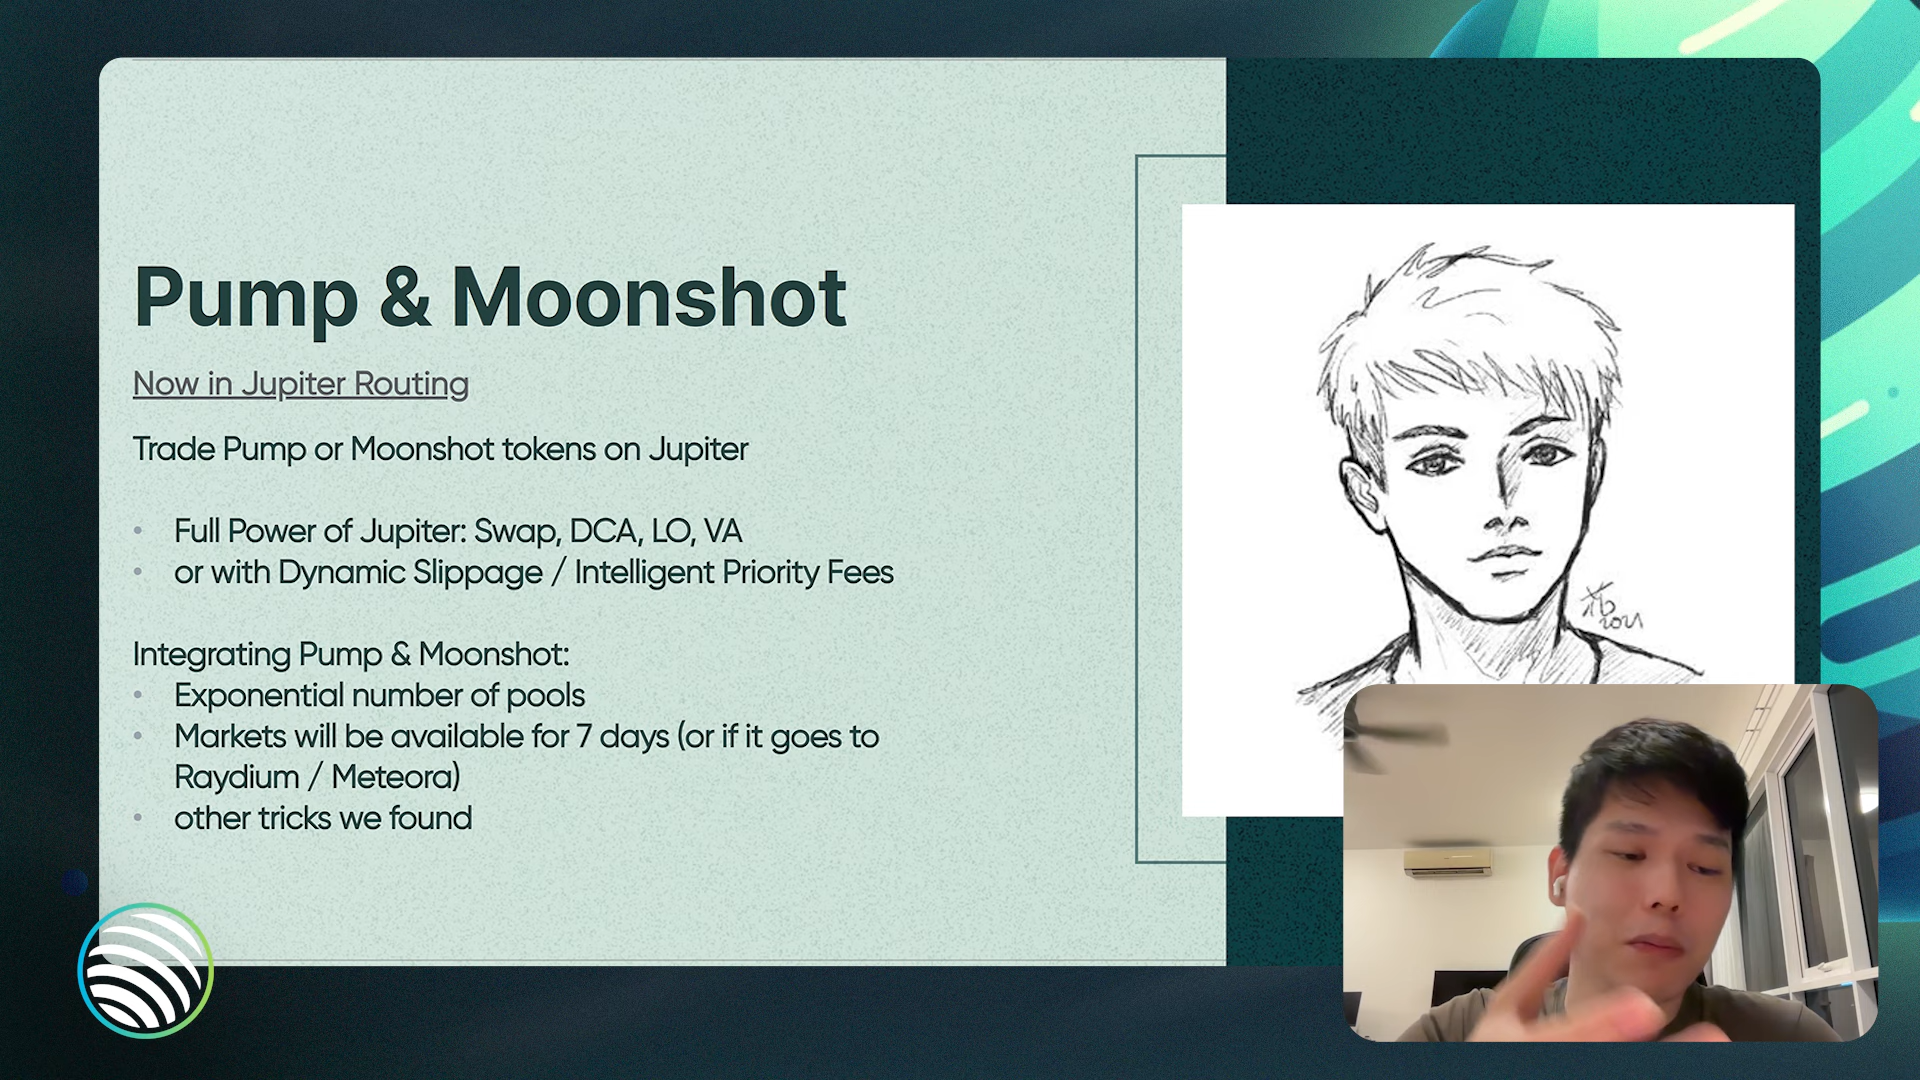 Pump & Moonshot
Now in Jupiter Routing
Trade Pump or Moonshot tokens on Jupiter
• Full Power of Jupiter: Swap, DCA, LO, VA
• or with Dynamic Slippage / Intelligent Priority Fees
Integrating Pump & Moonshot:
• Exponential number of pools
• Markets will be available for 7 days (or if it goes to
Raydium / Meteora)
• other tricks we found
2021